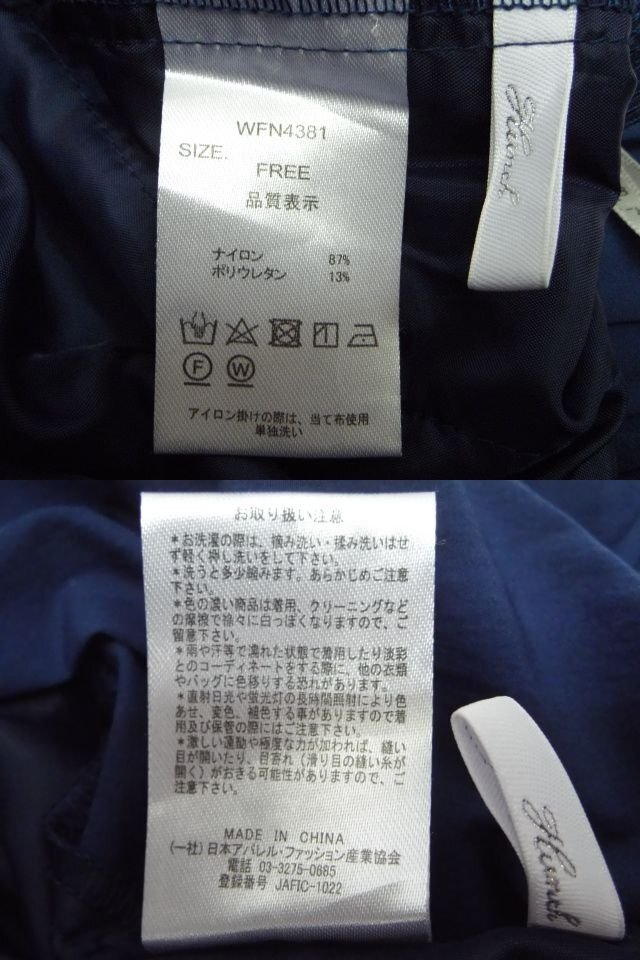 WFN4381
SIZE. FREE
品質表示
ナイロン 87%
ポリウレタン 13%
F W
アイロン掛けの際は、当て布使用
単独洗い
お取り扱い注意
*お洗濯の際は、摘み洗い・揉み洗いはせ
ず軽く押し洗いをして下さい。
*洗うと多少縮みます。あらかじめご注意
下さい。
*色の濃い商品は着用、クリーニングなど
の摩擦で徐々に白っぽくなりますので、ご
留意下さい。
*雨や汗等で濡れた状態で着用したり淡彩
とのコーディネートをする際に、他の衣類
やバッグに色移りする恐れがあります。
*直射日光や蛍光灯の長時間照射により色
あせ、変色、褪色する事がありますので着
用及び保管の際にはご注意下さい。
*激しい運動や極度な力が加われば、縫い
目が開いたり、目寄れ（滑り目の縫い糸が
開く）がおきる可能性がありますので、ご
注意下さい。
MADE IN CHINA
(一社)日本アパレル・ファッション産業協会
電話 03-3275-0685
登録番号 JAFIC-1022